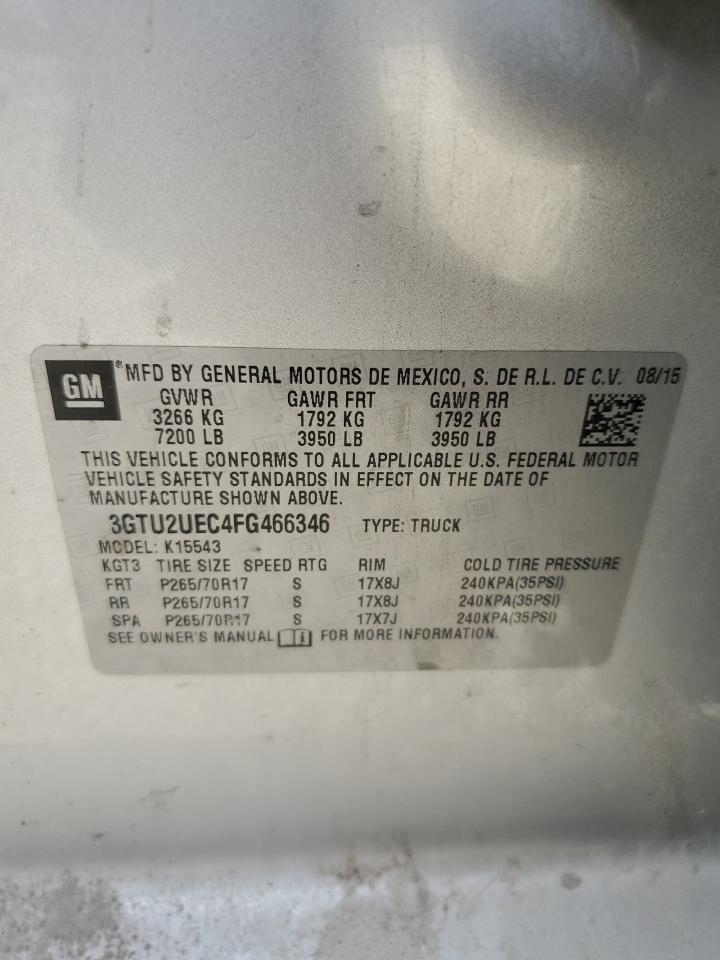 GM ® MFD BY GENERAL MOTORS DE MEXICO, S. DE R.L. DE C.V. 08/15
GVWR GAWR FRT GAWR RR
3266 KG 1792 KG 1792 KG
7200 LB 3950 LB 3950 LB
THIS VEHICLE CONFORMS TO ALL APPLICABLE U.S. FEDERAL MOTOR
VEHICLE SAFETY STANDARDS IN EFFECT ON THE DATE OF
MANUFACTURE SHOWN ABOVE.
3GTU2UEC4FG466346 TYPE: TRUCK
MODEL: K15543
KGT3 TIRE SIZE SPEED RTG RIM COLD TIRE PRESSURE
FRT P265/70R17 S 17X8J 240KPA(35PSI)
RR P265/70R17 S 17X8J 240KPA(35PSI)
SPA P265/70R17 S 17X7J 240KPA(35PSI)
SEE OWNER'S MANUAL i FOR MORE INFORMATION.